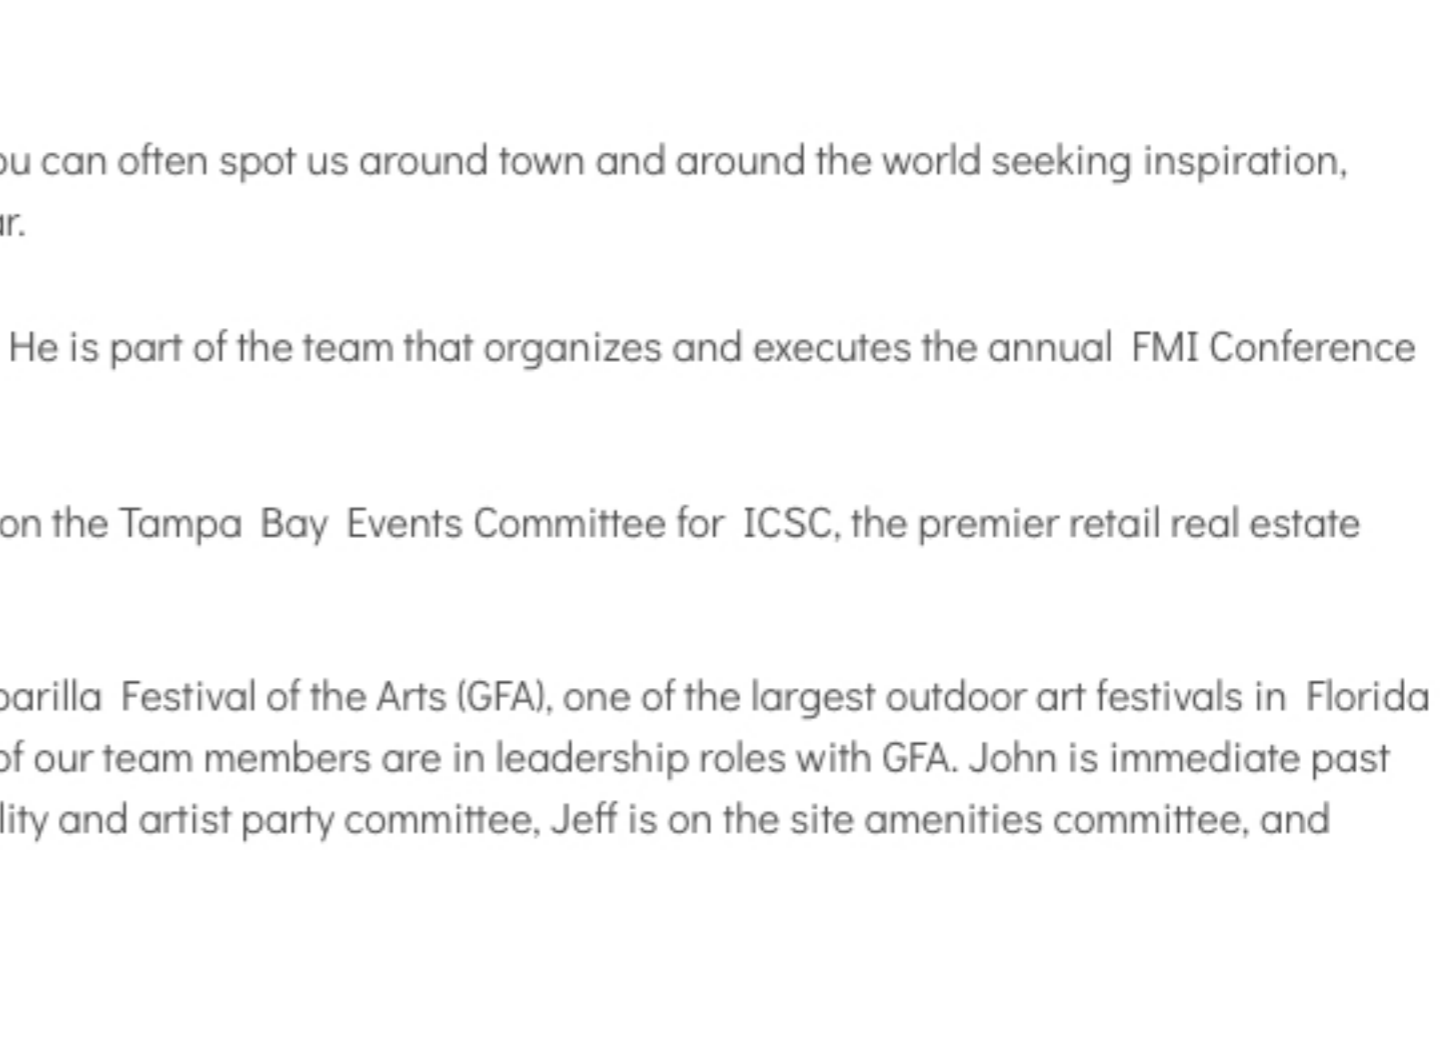 can often spot us around town and around the world seeking inspiration,
He is part of the team that organizes and executes the annual FMI Conference
on the Tampa Bay Events Committee for ICSC, the premier retail real estate
Festival of the Arts (GFA), one of the largest outdoor art festivals in Florida
of our team members are in leadership roles with GFA. John is immediate past
and artist party committee, Jeff is on the site amenities committee, and